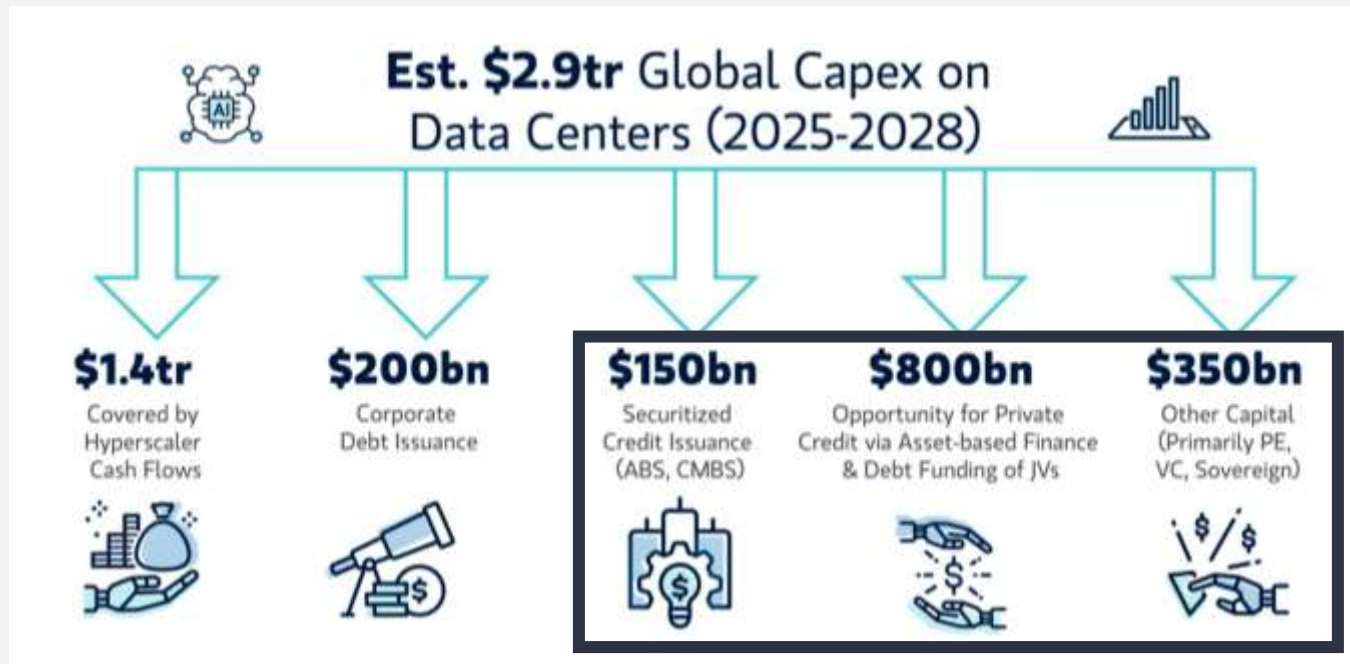 Est. $2.9tr Global Capex on
Data Centers (2025-2028)
AI
$1.4tr
Covered by
Hyperscaler
Cash Flows
$200bn
Corporate
Debt Issuance
$150bn
Securitized
Credit Issuance
(ABS, CMBS)
$800bn
Opportunity for Private
Credit via Asset-based Finance
& Debt Funding of JVs
$350bn
Other Capital
(Primarily PE,
VC, Sovereign)
$
$
$
$
$